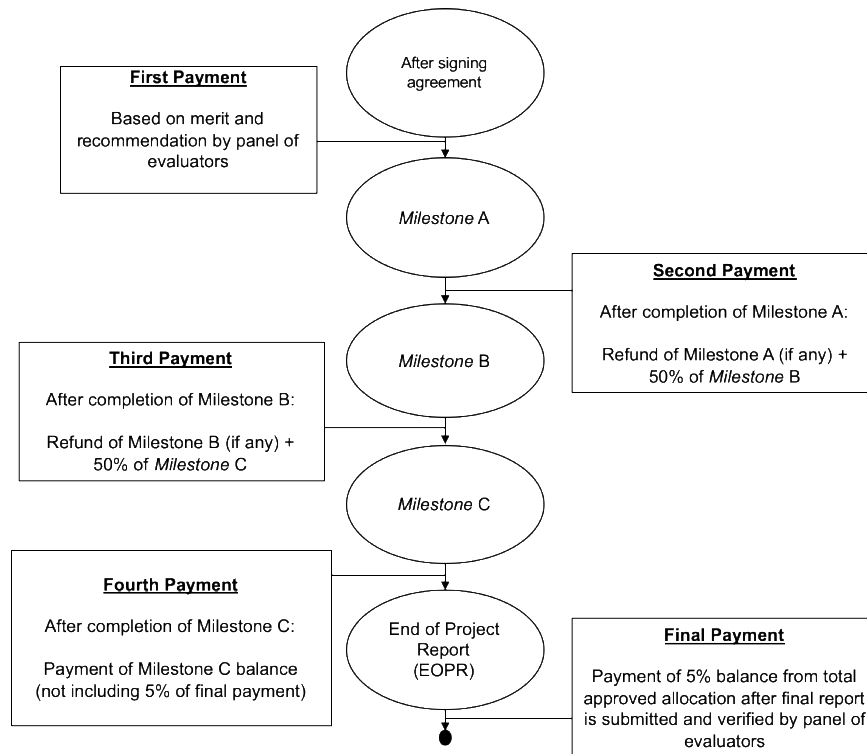 After signing
agreement
First Payment
Based on merit and
recommendation by panel of
evaluators
Milestone A
Second Payment
After completion of Milestone A:
Refund of Milestone A (if any) +
50% of Milestone B
Milestone B
Third Payment
After completion of Milestone B:
Refund of Milestone B (if any) +
50% of Milestone C
Milestone C
Fourth Payment
After completion of Milestone C:
Payment of Milestone C balance
(not including 5% of final payment)
End of Project
Report
(EOPR)
Final Payment
Payment of 5% balance from total
approved allocation after final report
is submitted and verified by panel of
evaluators